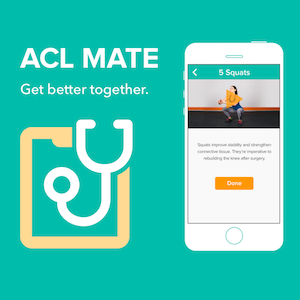 ACL MATE
Get better together.
5 Squats
Squats improve stability and strengthen
connective tissue. They're imperative to
rebuilding the knee after surgery.
Done